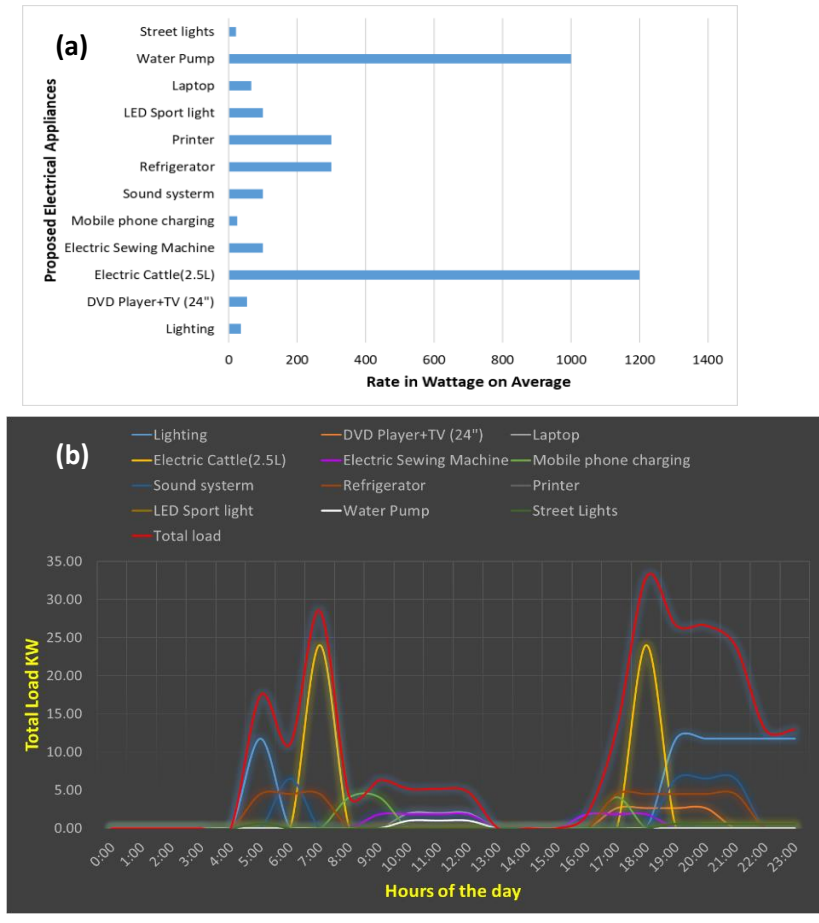 (a)
Proposed Electrical Appliances
Street lights
Water Pump
Laptop
LED Sport light
Printer
Refrigerator
Sound systerm
Mobile phone charging
Electric Sewing Machine
Electric Cattle(2.5L)
DVD Player+TV (24")
Lighting
0 200 400 600 800 1000 1200 1400
Rate in Wattage on Average
(b)
Lighting DVD Player+TV (24") Laptop
Electric Cattle(2.5L) Electric Sewing Machine Mobile phone charging
Sound systerm Refrigerator Printer
LED Sport light Water Pump Street Lights
Total load
Total Load KW
35.00
30.00
25.00
20.00
15.00
10.00
5.00
0.00
0:00 1:00 2:00 3:00 4:00 5:00 6:00 7:00 8:00 9:00 10:00 11:00 12:00 13:00 14:00 15:00 16:00 17:00 18:00 19:00 20:00 21:00 22:00 23:00
Hours of the day